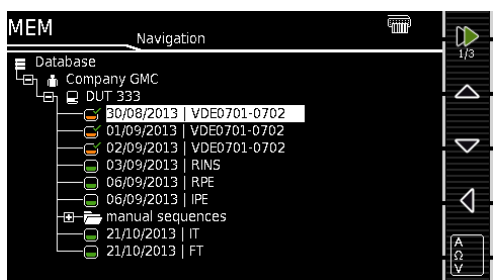 MEM
Navigation
1/3
Database
Company GMC
DUT 333
30/08/2013 | VDE0701-0702
01/09/2013 | VDE0701-0702
02/09/2013 | VDE0701-0702
03/09/2013 | RINS
06/09/2013 | RPE
06/09/2013 | IPE
manual sequences
21/10/2013 | IT
21/10/2013 | FT
A
Ω
V